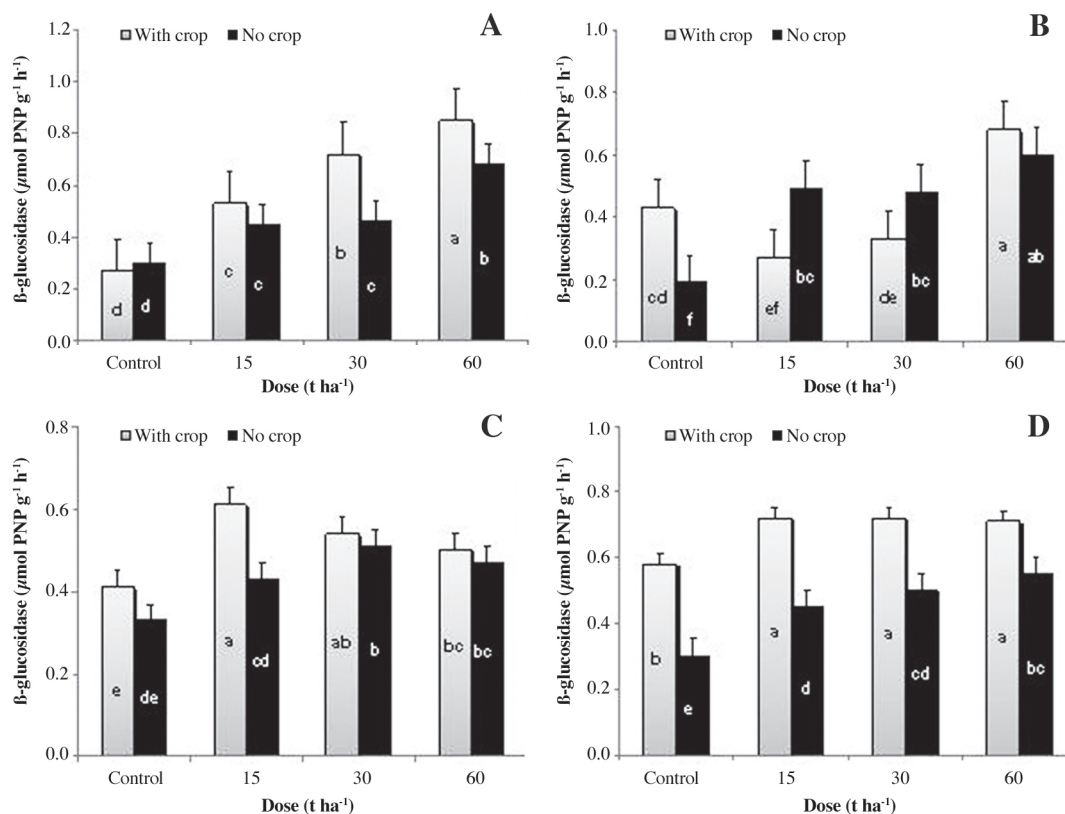 A
With crop No crop
ß-glucosidase (µmol PNP g-1 h-1)
1.2
1.0
0.8
0.6
0.4
0.2
0.0
d d c c b c a b
Control 15 30 60
Dose (t ha-1)
B
With crop No crop
ß-glucosidase (µmol PNP g-1 h-1)
1.0
0.8
0.6
0.4
0.2
0.0
cd f ef bc de bc a ab
Control 15 30 60
Dose (t ha-1)
C
With crop No crop
ß-glucosidase (µmol PNP g-1 h-1)
0.8
0.6
0.4
0.2
0.0
e de a cd ab b bc bc
Control 15 30 60
Dose (t ha-1)
D
With crop No crop
ß-glucosidase (µmol PNP g-1 h-1)
1.0
0.8
0.6
0.4
0.2
0.0
b e a d a cd a bc
Control 15 30 60
Dose (t ha-1)